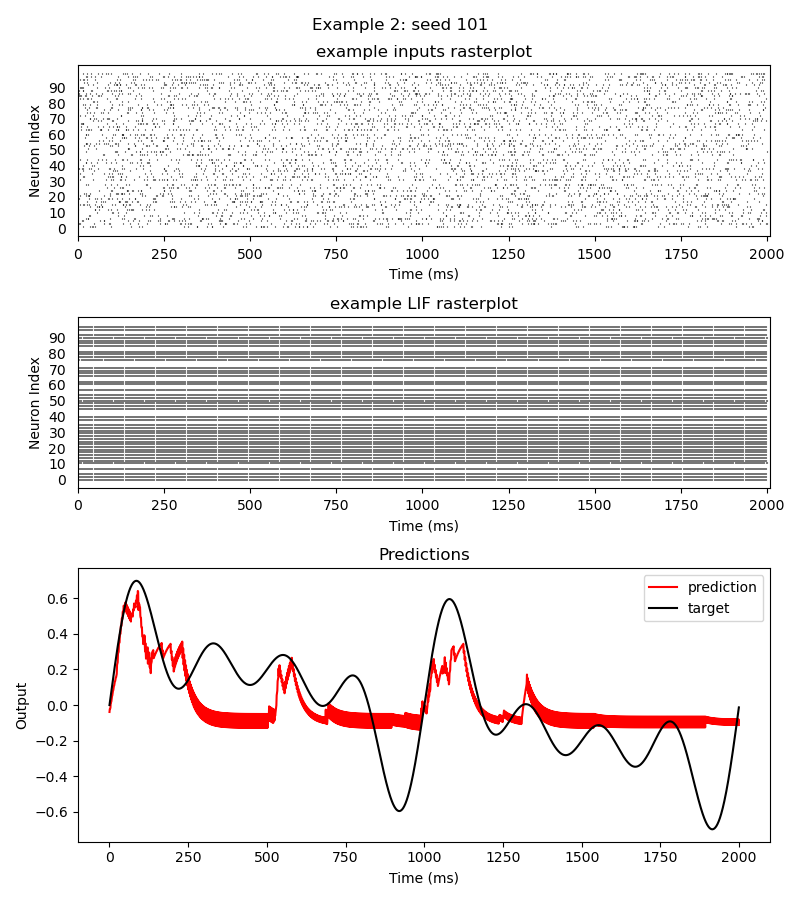 Example 2: seed 101
example inputs rasterplot
Neuron Index
90
80
70
60
50
40
30
20
10
0
0 250 500 750 1000 1250 1500 1750 2000
Time (ms)
example LIF rasterplot
Neuron Index
90
80
70
60
50
40
30
20
10
0
0 250 500 750 1000 1250 1500 1750 2000
Time (ms)
Predictions
Output
0.6
0.4
0.2
0.0
−0.2
−0.4
−0.6
prediction
target
0 250 500 750 1000 1250 1500 1750 2000
Time (ms)